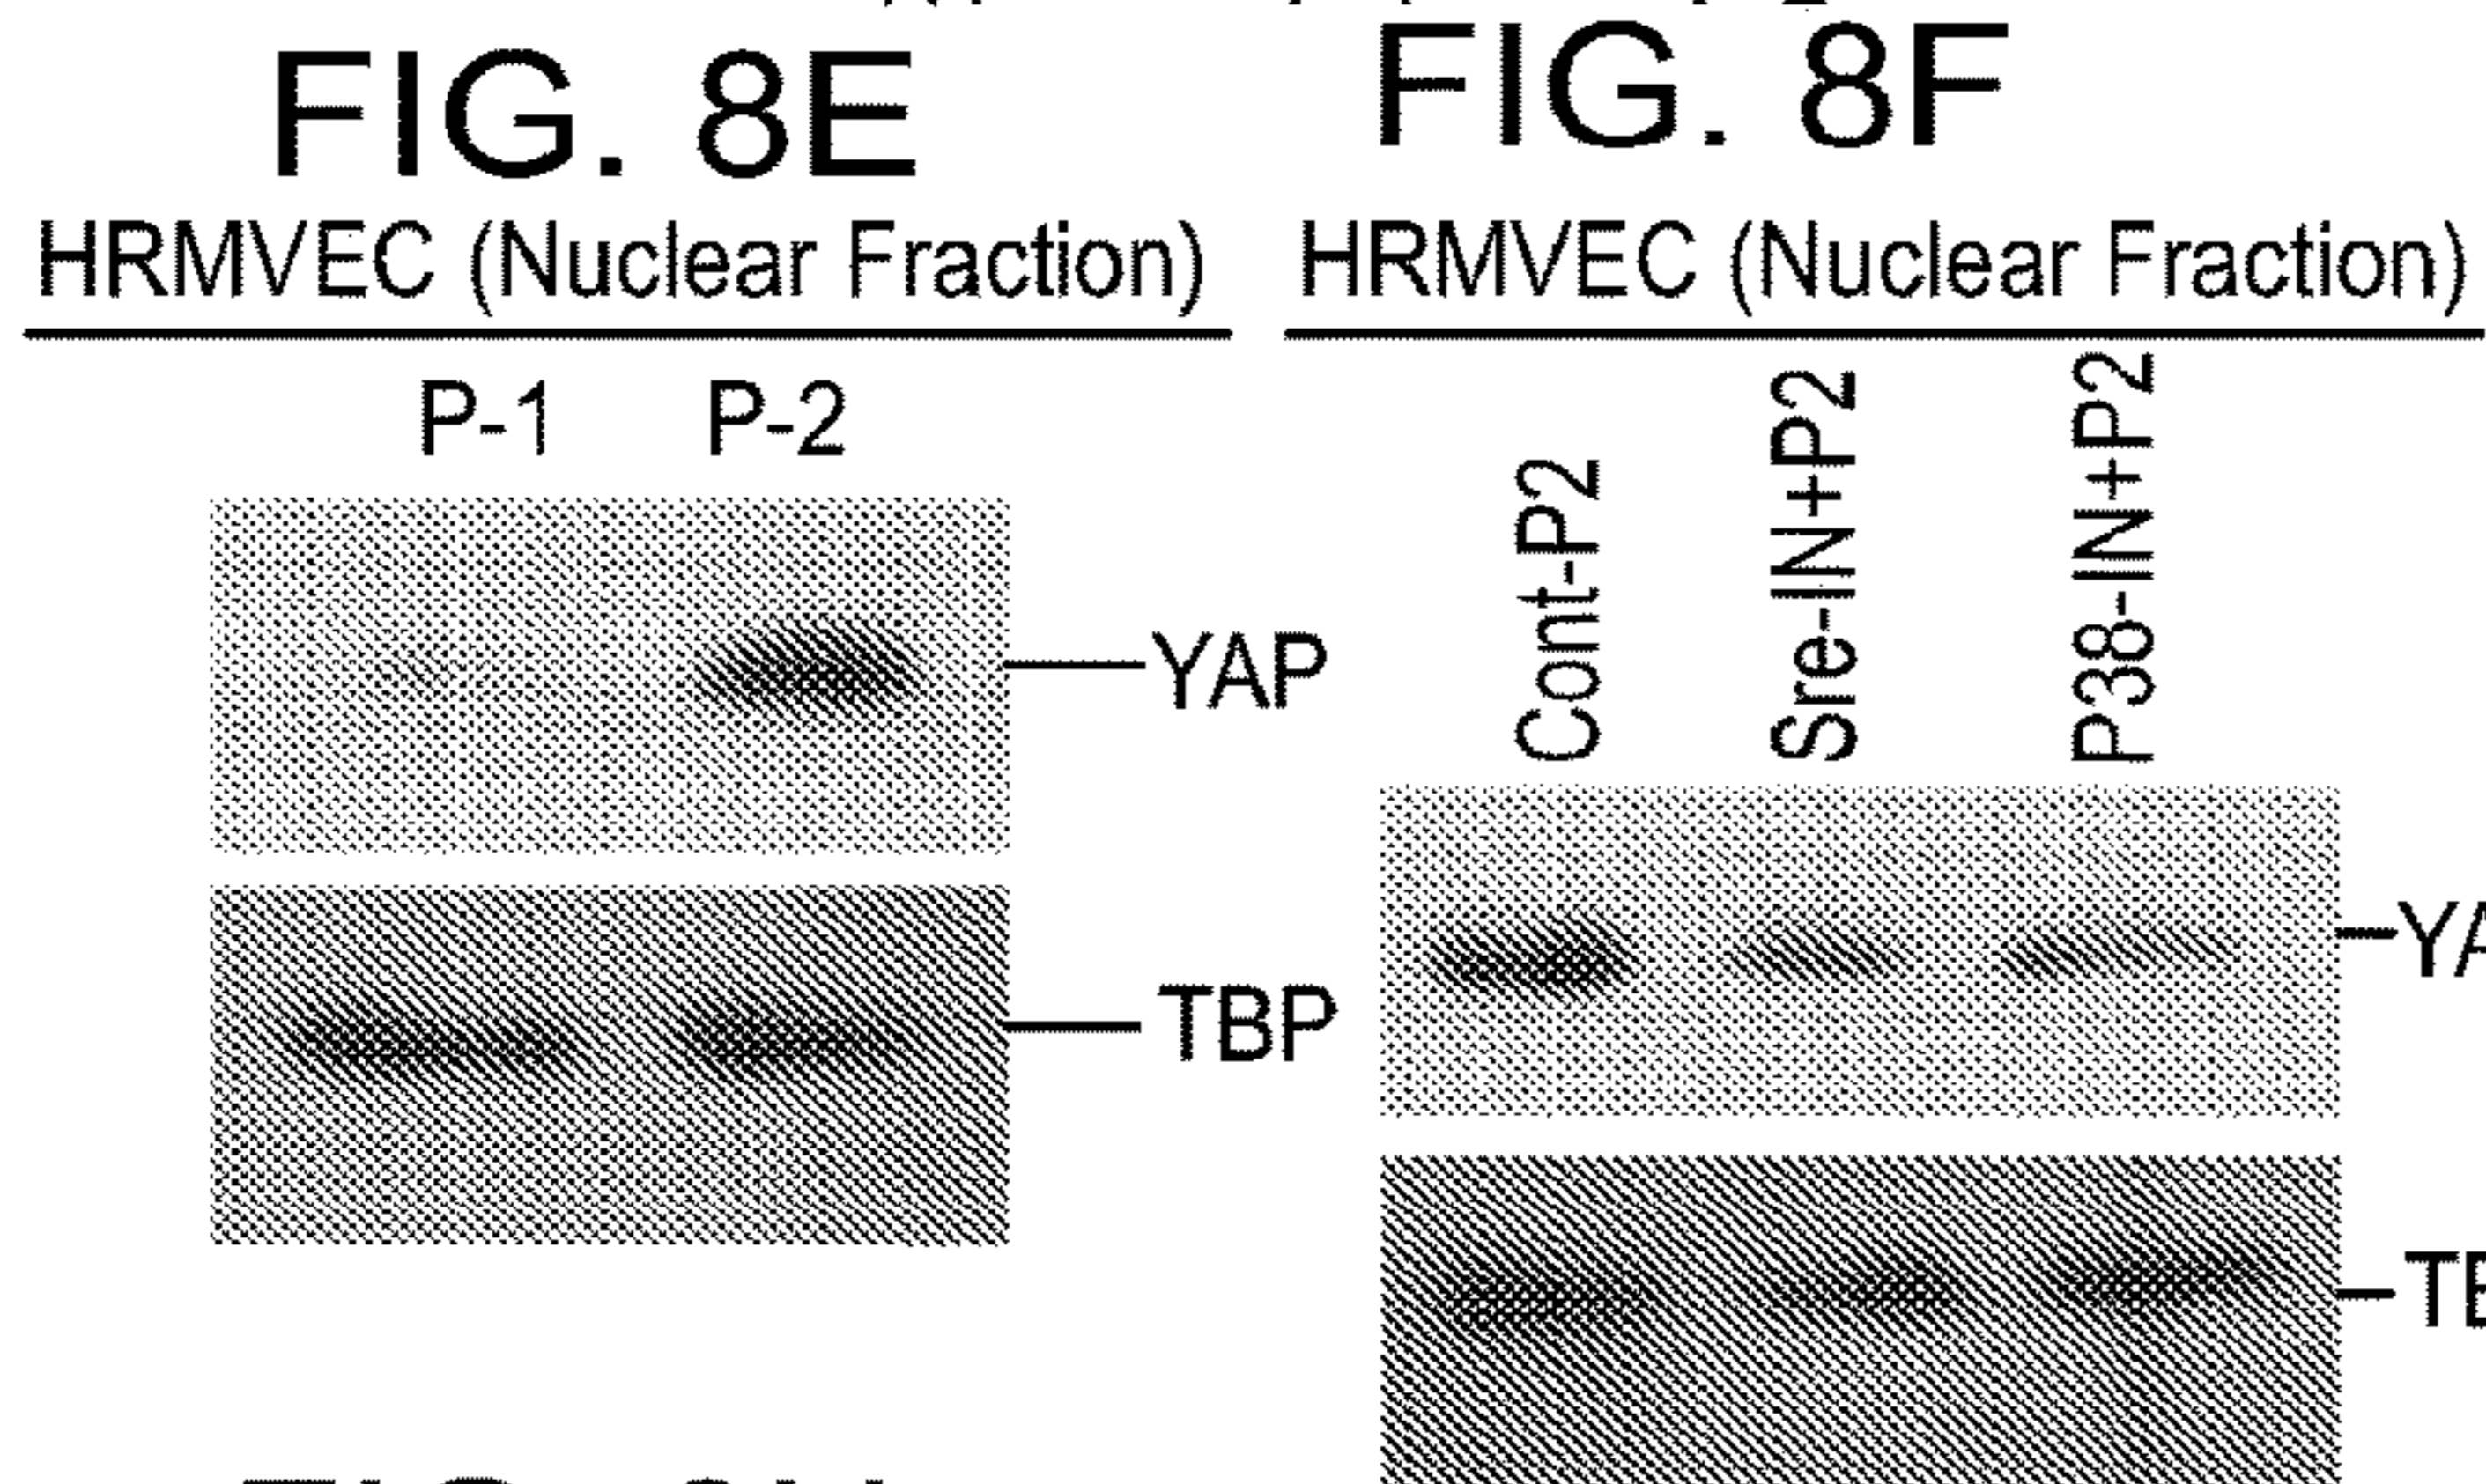 FIG. 8E
HRMVEC (Nuclear Fraction)
P-1 P-2
YAP
TBP
FIG. 8F
HRMVEC (Nuclear Fraction)
Cont-P2
Sre-IN+P2
P38-IN+P2